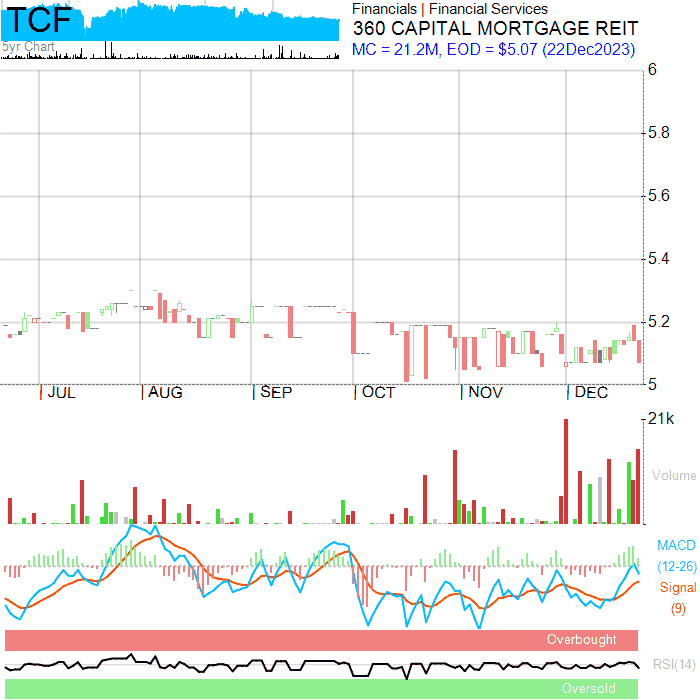 TCF
5yr Chart
Financials | Financial Services
360 CAPITAL MORTGAGE REIT
MC = 21.2M, EOD = $5.07 (22Dec2023)
6
5.8
5.6
5.4
5.2
5
JUL
AUG
SEP
OCT
NOV
DEC
21k
Volume
MACD
(12-26)
Signal
(9)
Overbought
RSI(14)
Oversold